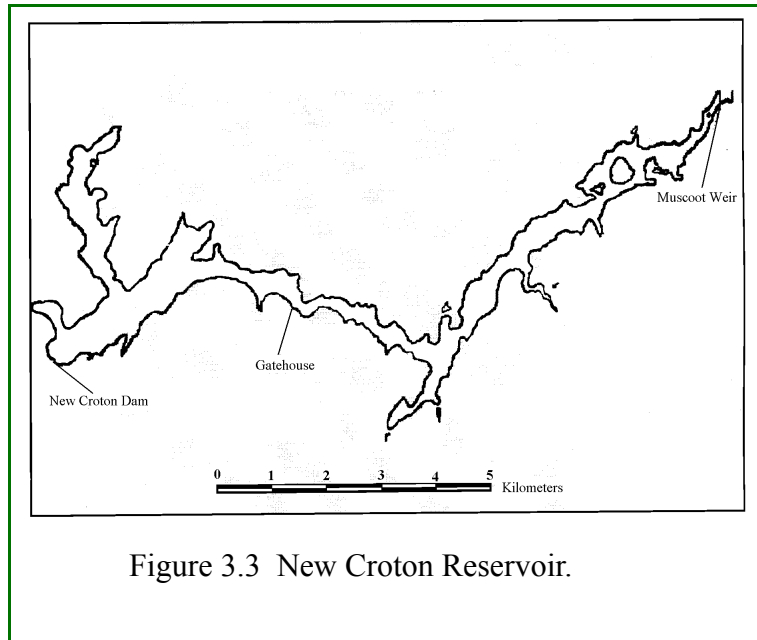 Muscoot Weir
Gatehouse
New Croton Dam
0 1 2 3 4 5
Kilometers
Figure 3.3 New Croton Reservoir.